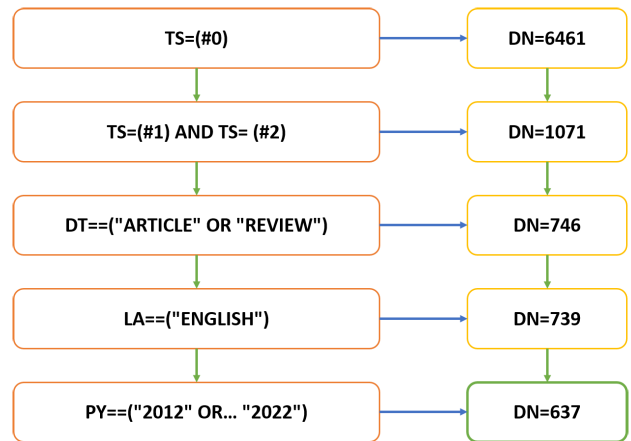 TS=(#0)
DN=6461
TS=(#1) AND TS= (#2)
DN=1071
DT==("ARTICLE" OR "REVIEW")
DN=746
LA==("ENGLISH")
DN=739
PY==("2012" OR... "2022")
DN=637